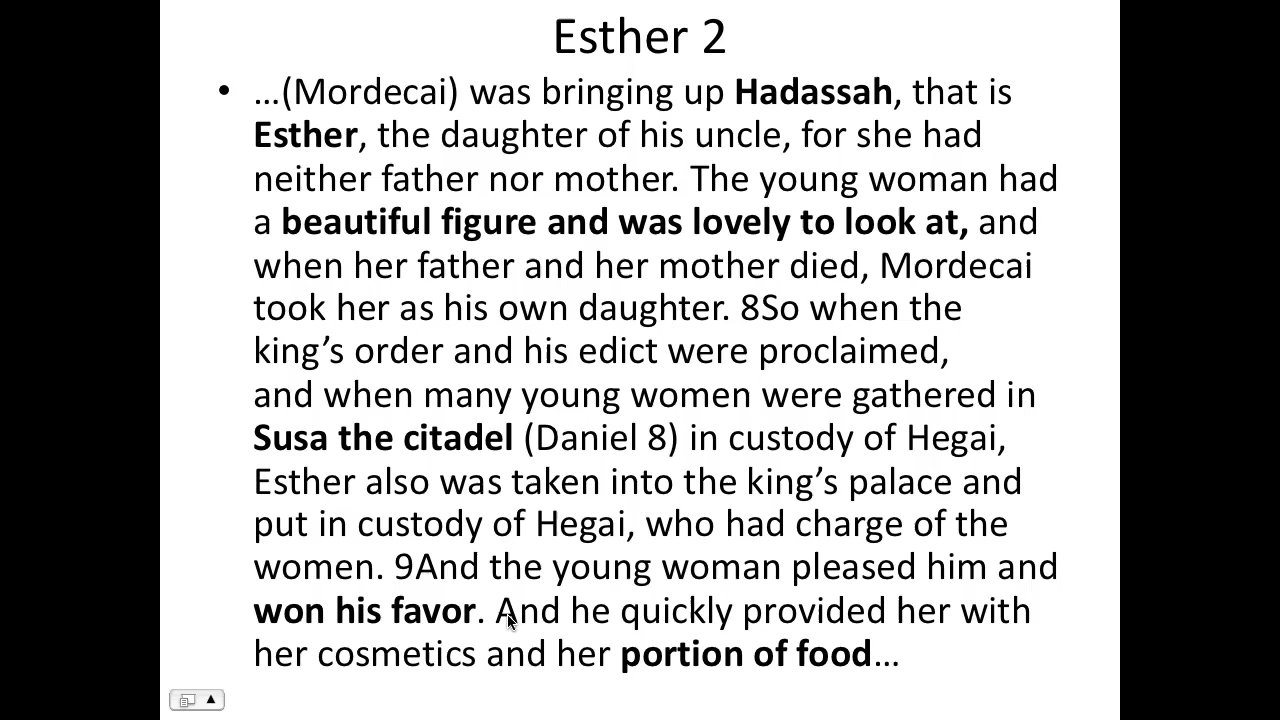 Esther 2
• …(Mordecai) was bringing up Hadassah, that is
Esther, the daughter of his uncle, for she had
neither father nor mother. The young woman had
a beautiful figure and was lovely to look at, and
when her father and her mother died, Mordecai
took her as his own daughter. 8So when the
king’s order and his edict were proclaimed,
and when many young women were gathered in
Susa the citadel (Daniel 8) in custody of Hegai,
Esther also was taken into the king’s palace and
put in custody of Hegai, who had charge of the
women. 9And the young woman pleased him and
won his favor. And he quickly provided her with
her cosmetics and her portion of food…